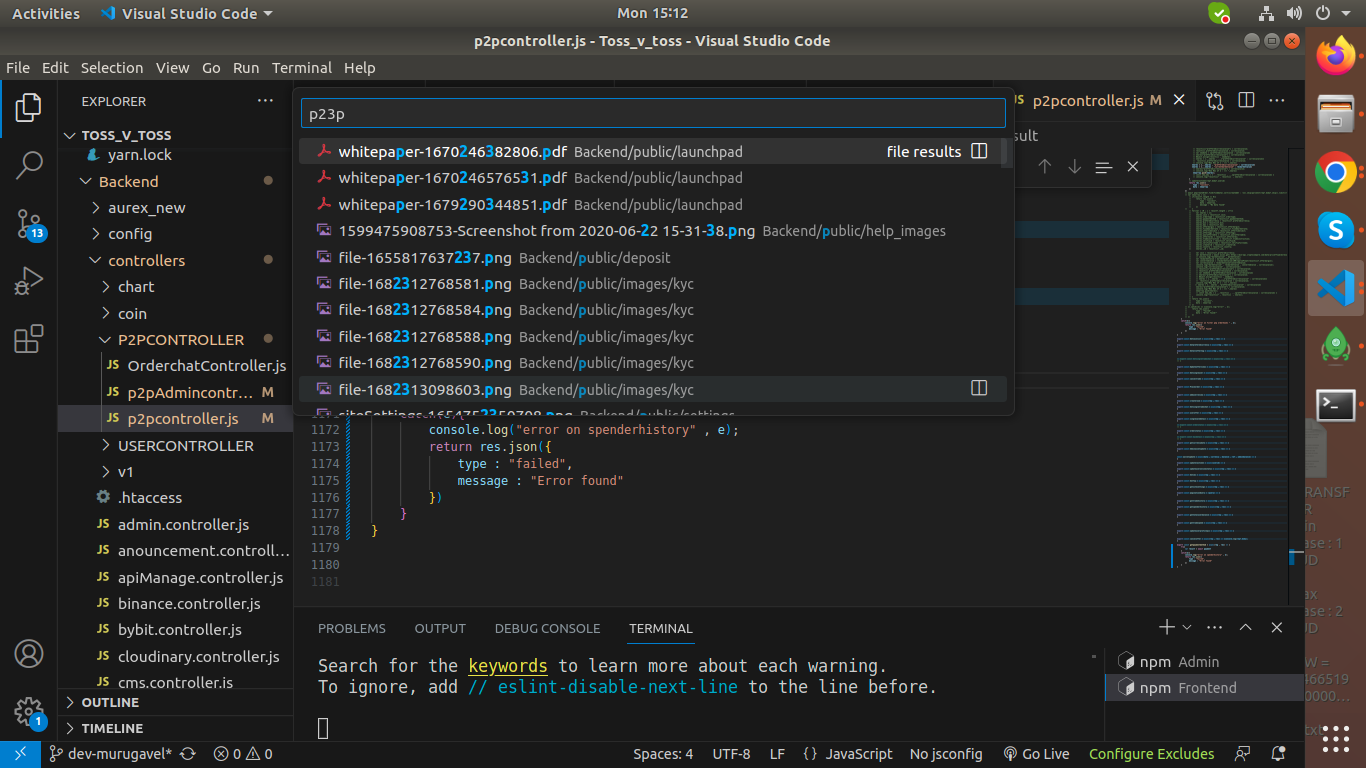 Activities
Visual Studio Code
Mon 15:12
p2pcontroller.js - Toss_v_toss - Visual Studio Code
File Edit Selection View Go Run Terminal Help
EXPLORER
TOSS_V_TOSS
yarn.lock
Backend
aurex_new
config
controllers
chart
coin
P2PCONTROLLER
JS OrderchatController.js
JS p2pAdmincontr... M
JS p2pcontroller.js M
USERCONTROLLER
v1
.htaccess
JS admin.controller.js
JS anouncement.controll...
JS apiManage.controller.js
JS binance.controller.js
JS bybit.controller.js
JS cloudinary.controller.js
JS cms.controller.js
OUTLINE
TIMELINE
13
1
p23p
whitepaper-1670246382806.pdf Backend/public/launchpad file results
whitepaper-1670246576531.pdf Backend/public/launchpad
whitepaper-1679290344851.pdf Backend/public/launchpad
1599475908753-Screenshot from 2020-06-22 15-31-38.png Backend/public/help_images
file-1655817637237.png Backend/public/deposit
file-1682312768581.png Backend/public/images/kyc
file-1682312768584.png Backend/public/images/kyc
file-1682312768588.png Backend/public/images/kyc
file-1682312768590.png Backend/public/images/kyc
file-1682313098603.png Backend/public/images/kyc
JS p2pcontroller.js M
sult
1172 console.log("error on spenderhistory" , e);
1173 return res.json({
1174 type : "failed",
1175 message : "Error found"
1176 })
1177 }
1178 }
1179
1180
1181
PROBLEMS OUTPUT DEBUG CONSOLE TERMINAL
Search for the keywords to learn more about each warning.
To ignore, add // eslint-disable-next-line to the line before.
npm Admin
npm Frontend
dev-murugavel* 0 0 Spaces: 4 UTF-8 LF {} JavaScript No jsconfig Go Live Configure Excludes